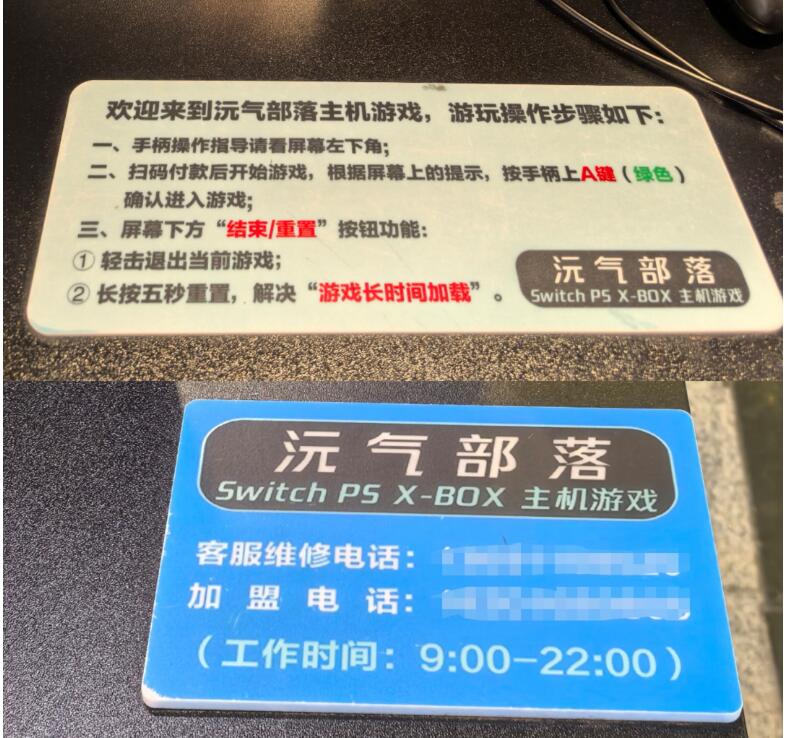 欢迎来到沅气部落主机游戏，游玩操作步骤如下：
一、手柄操作指导请看屏幕左下角；
二、扫码付款后开始游戏，根据屏幕上的提示，按手柄上A键（绿色）
确认进入游戏；
三、屏幕下方“结束/重置”按钮功能：
① 轻击退出当前游戏；
② 长按五秒重置，解决“游戏长时间加载”。
沅气部落
Switch PS X-BOX 主机游戏
沅气部落
Switch PS X-BOX 主机游戏
客服维修电话：
加盟电话：
（工作时间：9:00-22:00）